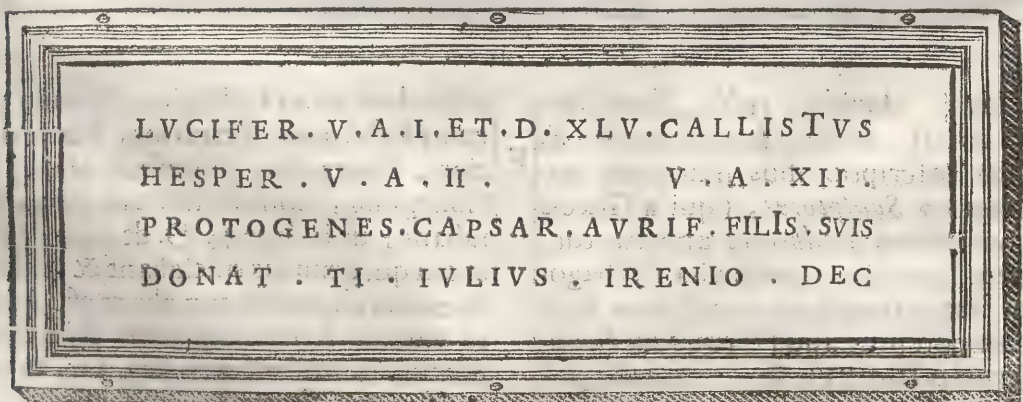 LVCIFER . V . A . I . ET . D . XLV . CALLISTVS
HESPER . V . A . II . V . A . XII .
PROTOGENES . CAPSAR . AVRIF . FILIS . SVIS
DONAT . TI . IVLIVS . IRENIO . DEC